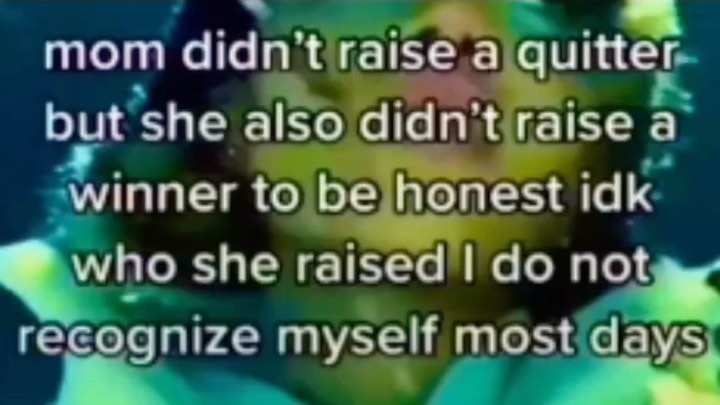 mom didn't raise a quitter
but she also didn't raise a
winner to be honest idk
who she raised I do not
recognize myself most days